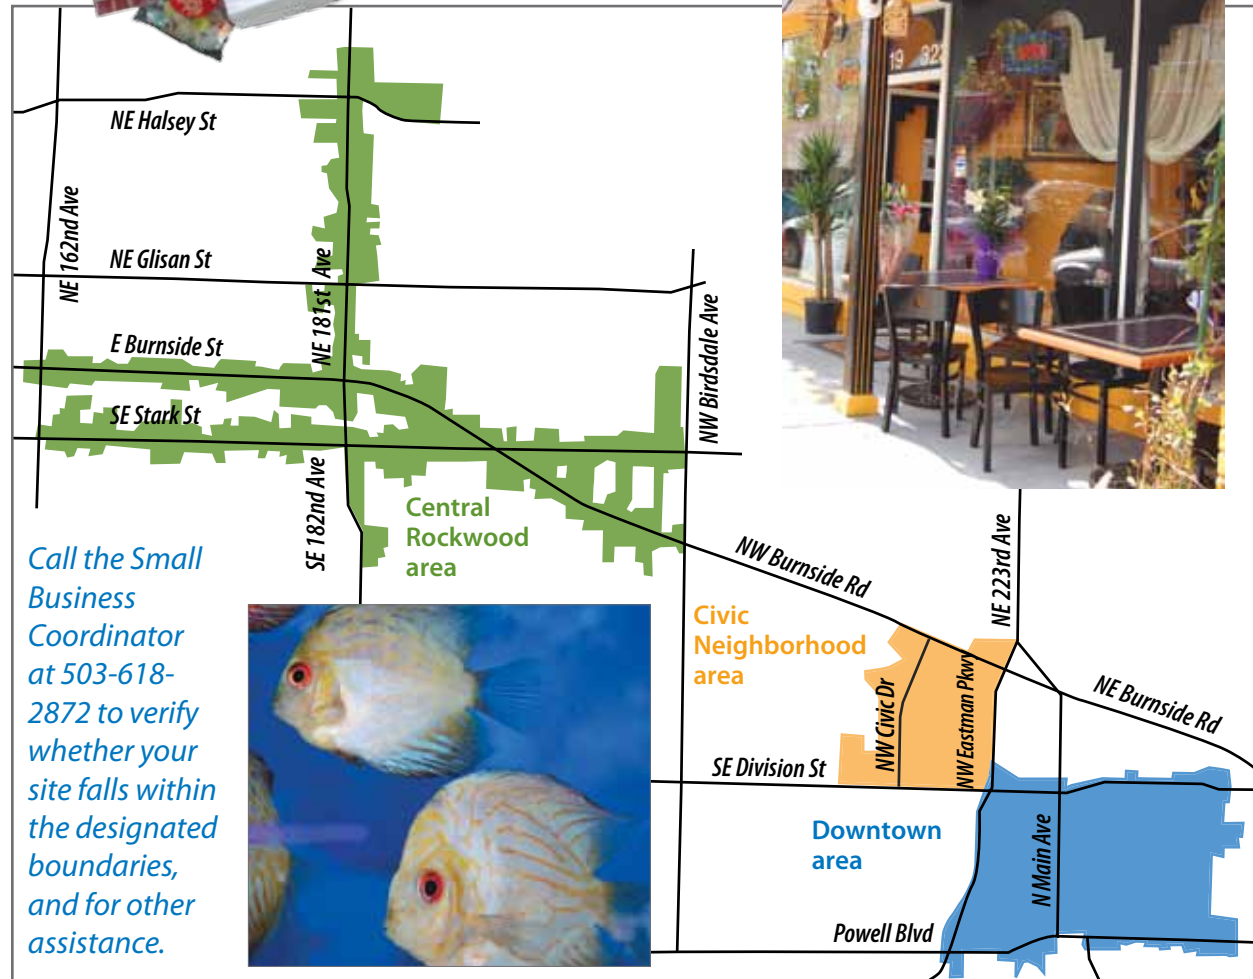 19 322
NE Halsey St
NE 162nd Ave
NE Glisan St
NE 181st Ave
E Burnside St
NW Birdsdale Ave
SE Stark St
SE 182nd Ave
Central
Rockwood
area
NW Burnside Rd
NE 223rd Ave
Call the Small
Business
Coordinator
at 503-618-
2872 to verify
whether your
site falls within
the designated
boundaries,
and for other
assistance.
Civic
Neighborhood
area
NW Civic Dr
NW Eastman Pkwy
NE Burnside Rd
SE Division St
Downtown
area
N Main Ave
Powell Blvd